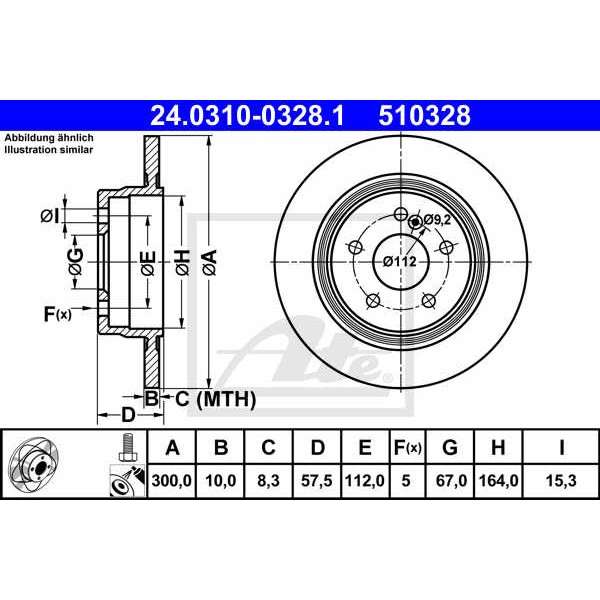 24.0310-0328.1 510328
Abbildung ähnlich
Illustration similar
ØI
ØG
ØE
ØH
ØA
F(x)
B
C (MTH)
D
Ø9,2
Ø112
Ate
A B C D E F(x) G H I
300,0 10,0 8,3 57,5 112,0 5 67,0 164,0 15,3